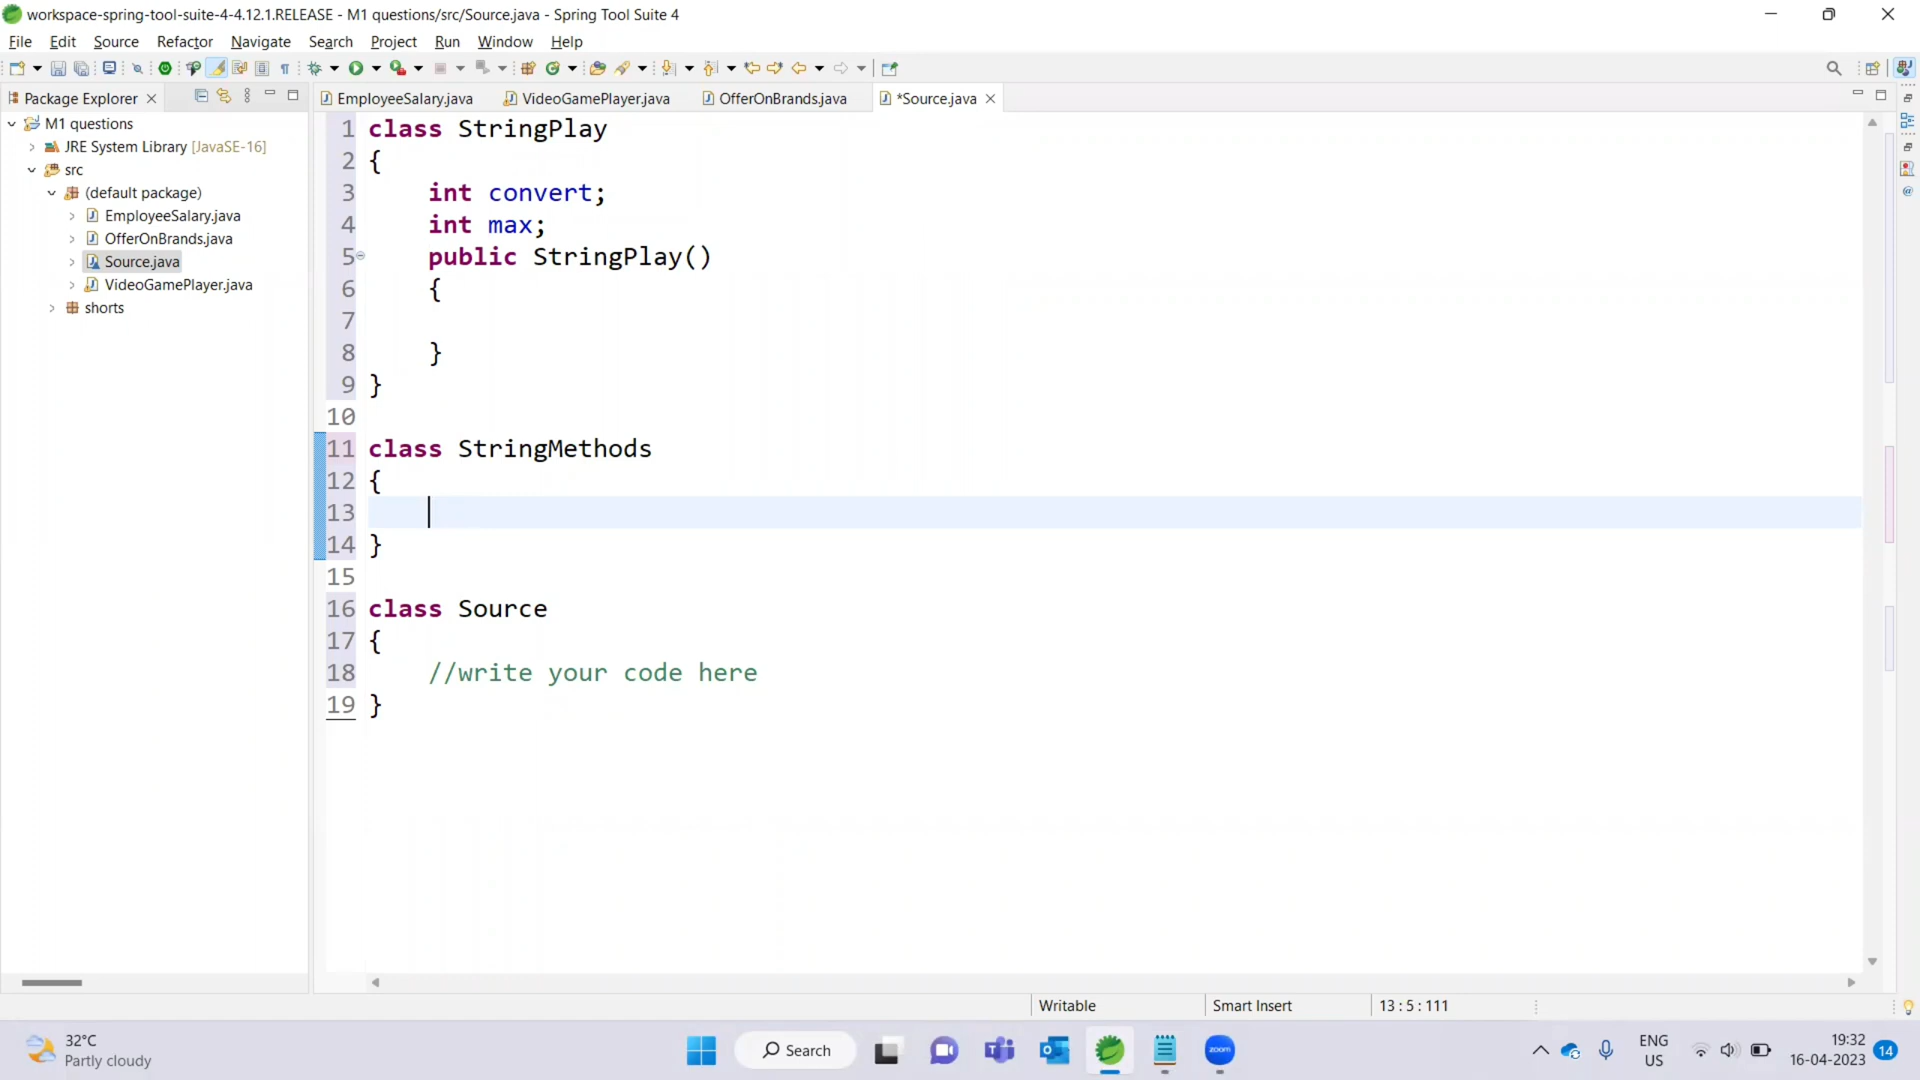 workspace-spring-tool-suite-4-4.12.1.RELEASE - M1 questions/src/Source.java - Spring Tool Suite 4
File Edit Source Refactor Navigate Search Project Run Window Help
Package Explorer
EmployeeSalary.java VideoGamePlayer.java OfferOnBrands.java *Source.java
M1 questions
JRE System Library [JavaSE-16]
src
(default package)
EmployeeSalary.java
OfferOnBrands.java
Source.java
VideoGamePlayer.java
shorts
1 class StringPlay
2 {
3 int convert;
4 int max;
5 public StringPlay()
6 {
7
8 }
9 }
10
11 class StringMethods
12 {
13
14 }
15
16 class Source
17 {
18 //write your code here
19 }
Writable Smart Insert 13 : 5 : 111
32°C
Partly cloudy
Search
zoom
ENG
US
19:32
16-04-2023
14